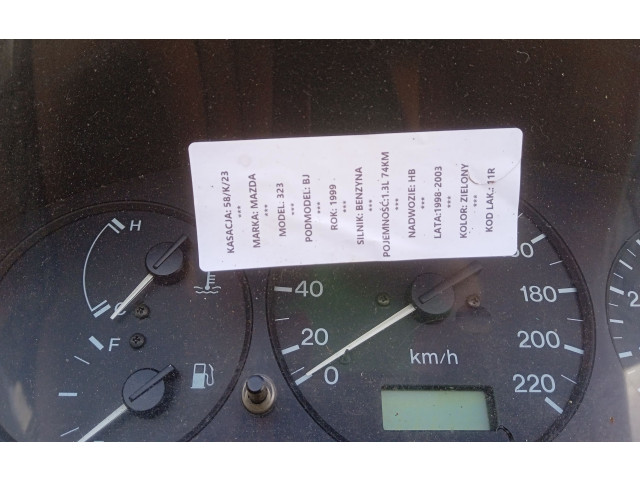 KASACJA: 58/K/23
***
MARKA: MAZDA
***
MODEL. 323
***
PODMODEL: BJ
***
ROK: 1999
***
SILNIK: BENZYNA
***
POJEMNOŚĆ:1.3L 74KM
***
NADWOZIE: HB
***
LATA:1998-2003
***
KOLOR: ZIELONY
***
KOD LAK.: 11R
H
C
F
0
20
40
180
200
220
km/h